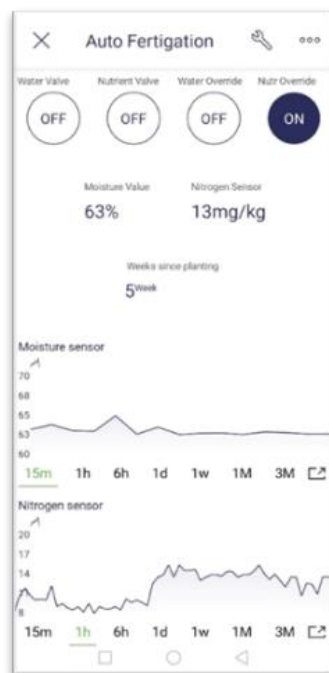 Auto Fertigation
Water Valve Nutrient Valve Water Override Nutr Override
OFF OFF OFF ON
Moisture Value Nitrogen Sensor
63% 13mg/kg
Weeks since planting
5 Week
Moisture sensor
70
68
65
63
60
15m 1h 6h 1d 1w 1M 3M
Nitrogen sensor
20
17
14
8
15m 1h 6h 1d 1w 1M 3M